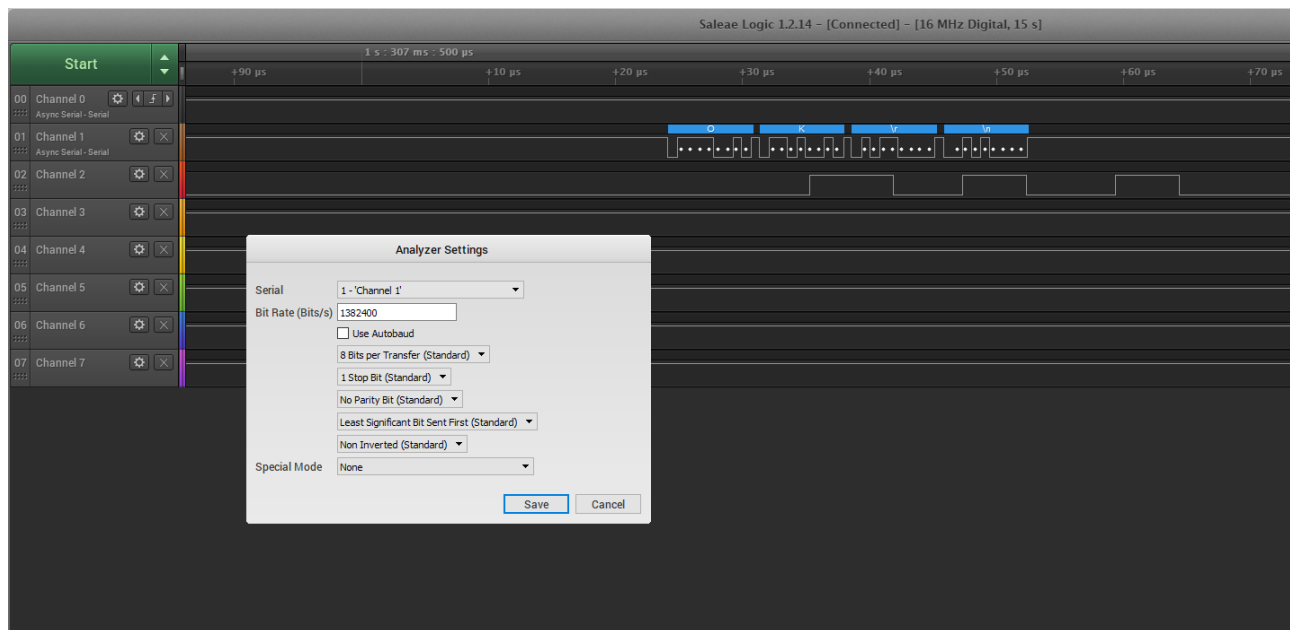 Saleae Logic 1.2.14 - [Connected] - [16 MHz Digital, 15 s]
Start
1 s : 307 ms : 500 µs
+90 µs +10 µs +20 µs +30 µs +40 µs +50 µs +60 µs +70 µs
00 Channel 0
Async Serial - Serial
01 Channel 1
Async Serial - Serial
O K \r \n
02 Channel 2
03 Channel 3
04 Channel 4
05 Channel 5
06 Channel 6
07 Channel 7
Analyzer Settings
Serial 1 - 'Channel 1'
Bit Rate (Bits/s) 1382400
Use Autobaud
8 Bits per Transfer (Standard)
1 Stop Bit (Standard)
No Parity Bit (Standard)
Least Significant Bit Sent First (Standard)
Non Inverted (Standard)
Special Mode None
Save Cancel